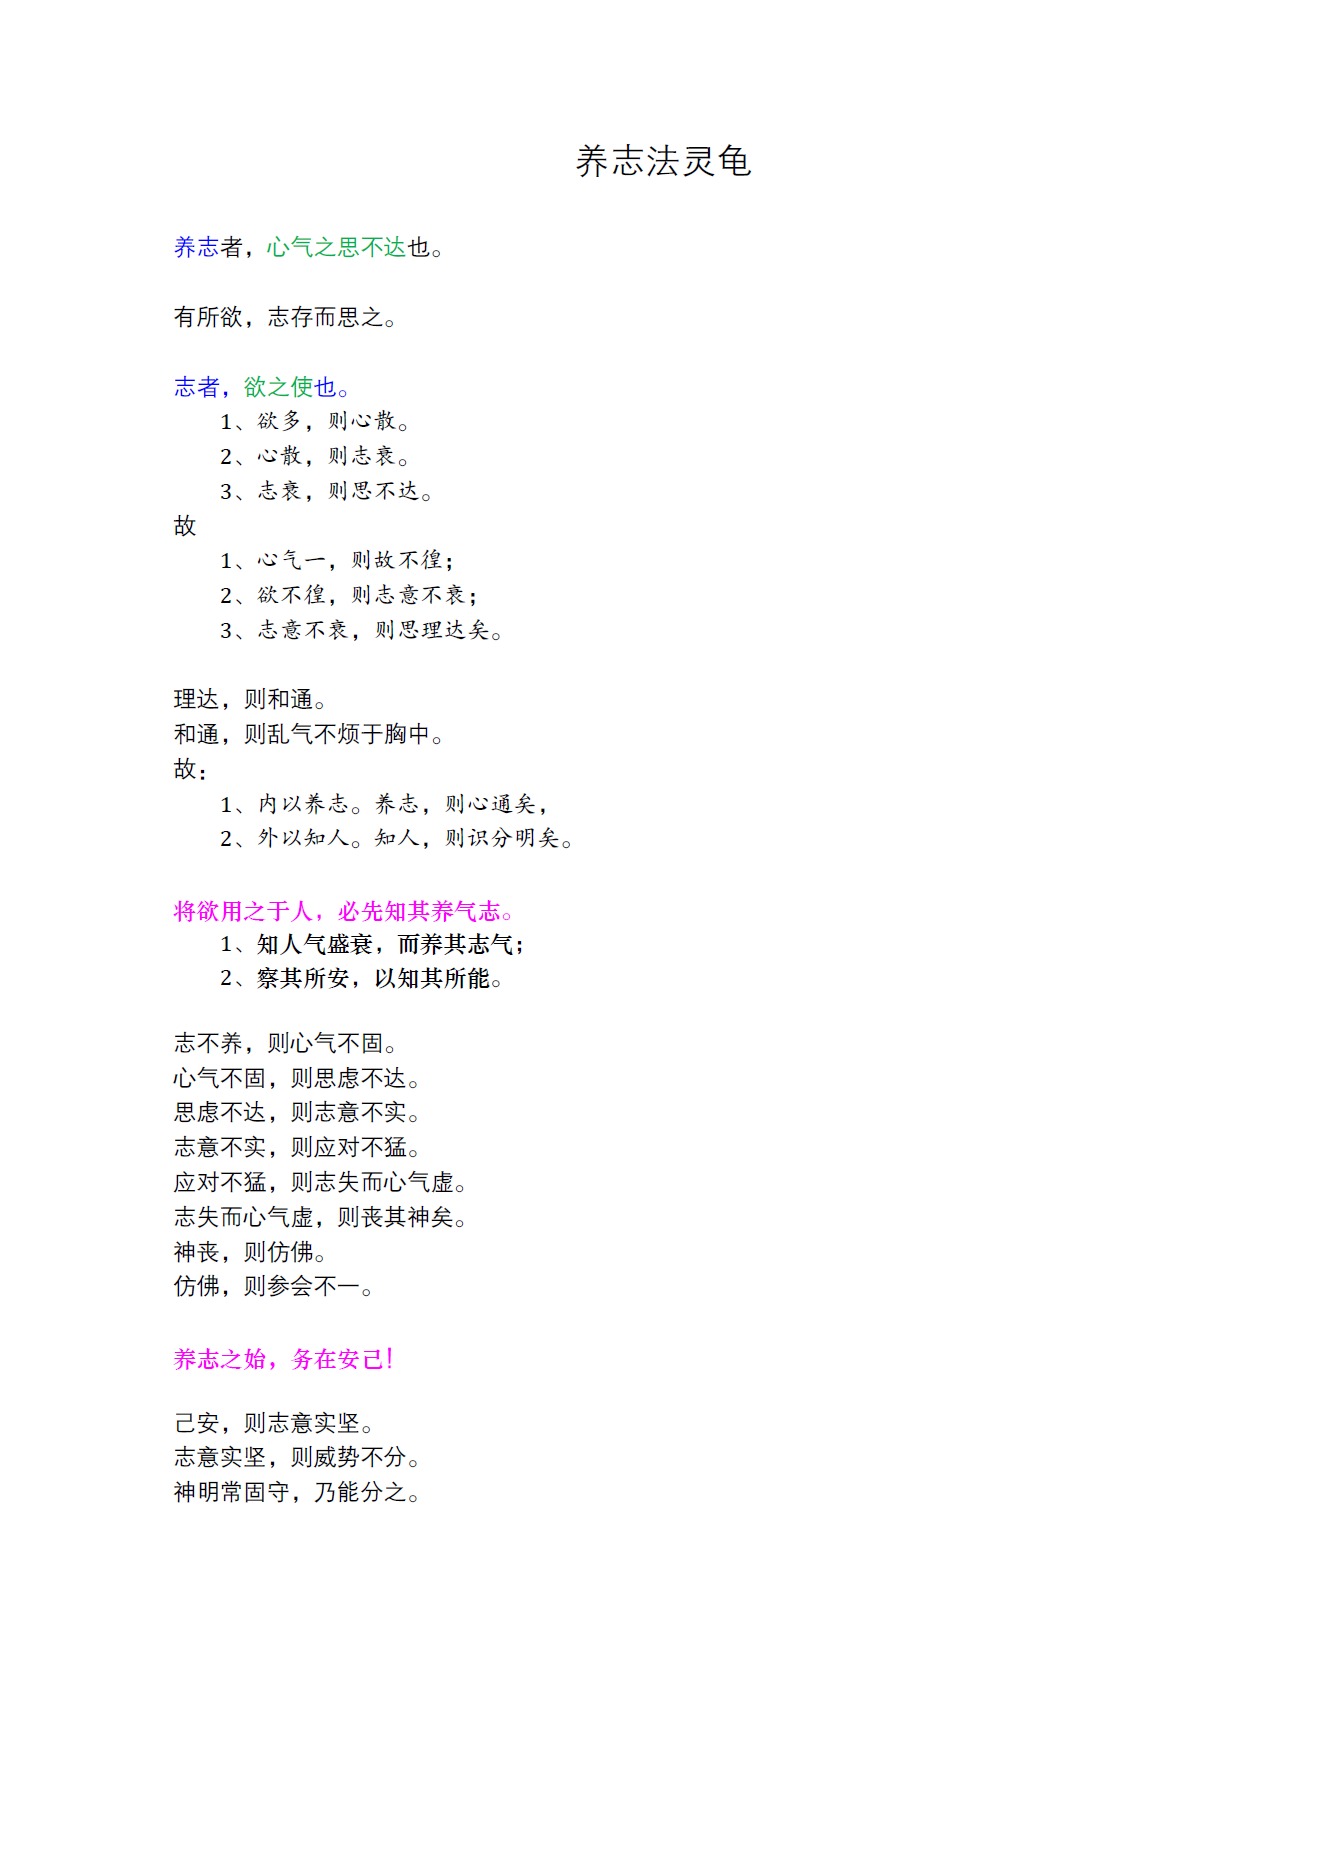 养志法灵龟
养志者，心气之思不达也。
有所欲，志存而思之。
志者，欲之使也。
1、欲多，则心散。
2、心散，则志衰。
3、志衰，则思不达。
故
1、心气一，则故不徨；
2、欲不徨，则志意不衰；
3、志意不衰，则思理达矣。
理达，则和通。
和通，则乱气不烦于胸中。
故：
1、内以养志。养志，则心通矣，
2、外以知人。知人，则识分明矣。
将欲用之于人，必先知其养气志。
1、知人气盛衰，而养其志气；
2、察其所安，以知其所能。
志不养，则心气不固。
心气不固，则思虑不达。
思虑不达，则志意不实。
志意不实，则应对不猛。
应对不猛，则志失而心气虚。
志失而心气虚，则丧其神矣。
神丧，则仿佛。
仿佛，则参会不一。
养志之始，务在安己！
己安，则志意实坚。
志意实坚，则威势不分。
神明常固守，乃能分之。